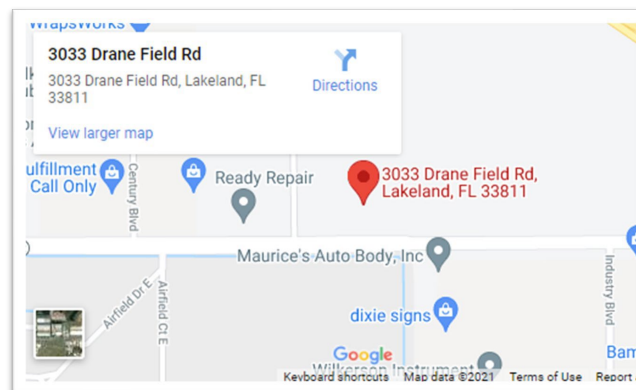 WrapsWorks
3033 Drane Field Rd
3033 Drane Field Rd, Lakeland, FL
33811
Directions
View larger map
ulfillment
Call Only
Century Blvd
Ready Repair
3033 Drane Field Rd,
Lakeland, FL 33811
Maurice's Auto Body, Inc
Airfield Dr E
Airfield Ct E
Industry Blvd
dixie signs
Bam
Google
Wilkerson Instrument
Keyboard shortcuts
Map data ©2021
Terms of Use
Report